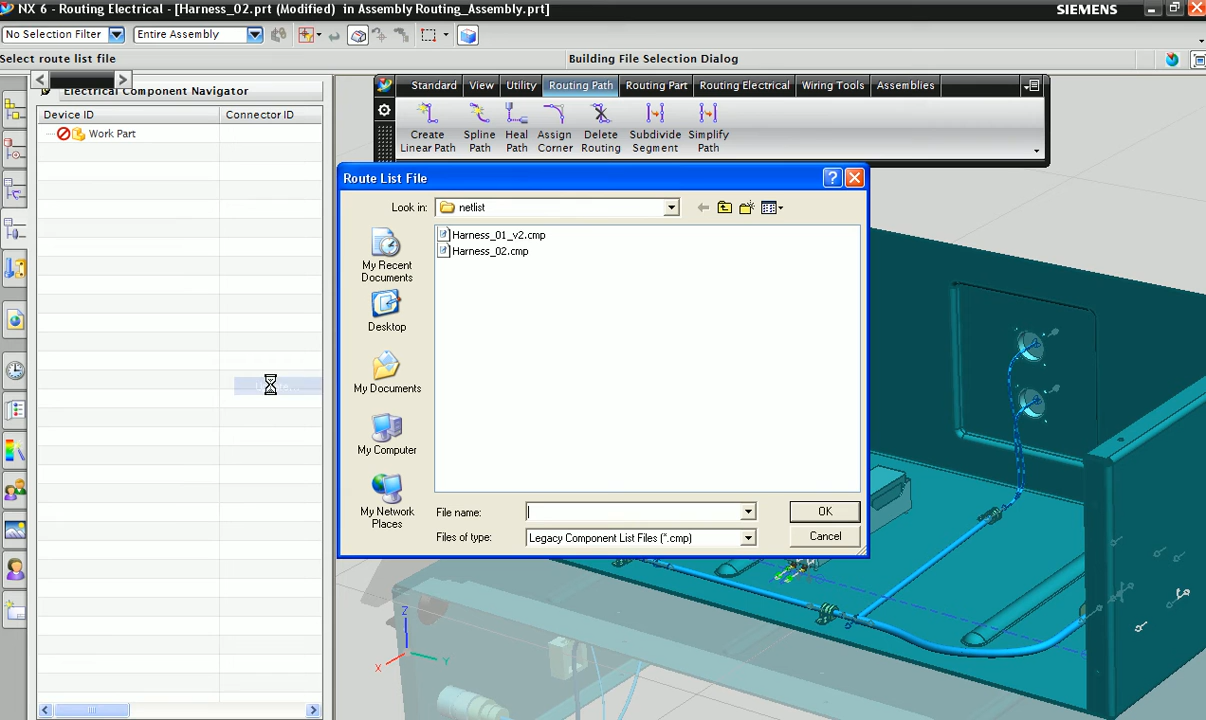 NX 6 - Routing Electrical - [Harness_02.prt (Modified) in Assembly Routing_Assembly.prt]
SIEMENS
No Selection Filter
Entire Assembly
Select route list file
Building File Selection Dialog
Electrical Component Navigator
Device ID
Connector ID
Work Part
Standard
View
Utility
Routing Path
Routing Part
Routing Electrical
Wiring Tools
Assemblies
Create
Linear Path
Spline
Path
Heal
Path
Assign
Corner
Delete
Routing
Subdivide
Segment
Simplify
Path
Route List File
Look in:
netlist
My Recent
Documents
Desktop
My Documents
My Computer
My Network
Places
Harness_01_v2.cmp
Harness_02.cmp
File name:
OK
Files of type:
Legacy Component List Files (*.cmp)
Cancel
Z
X
Y